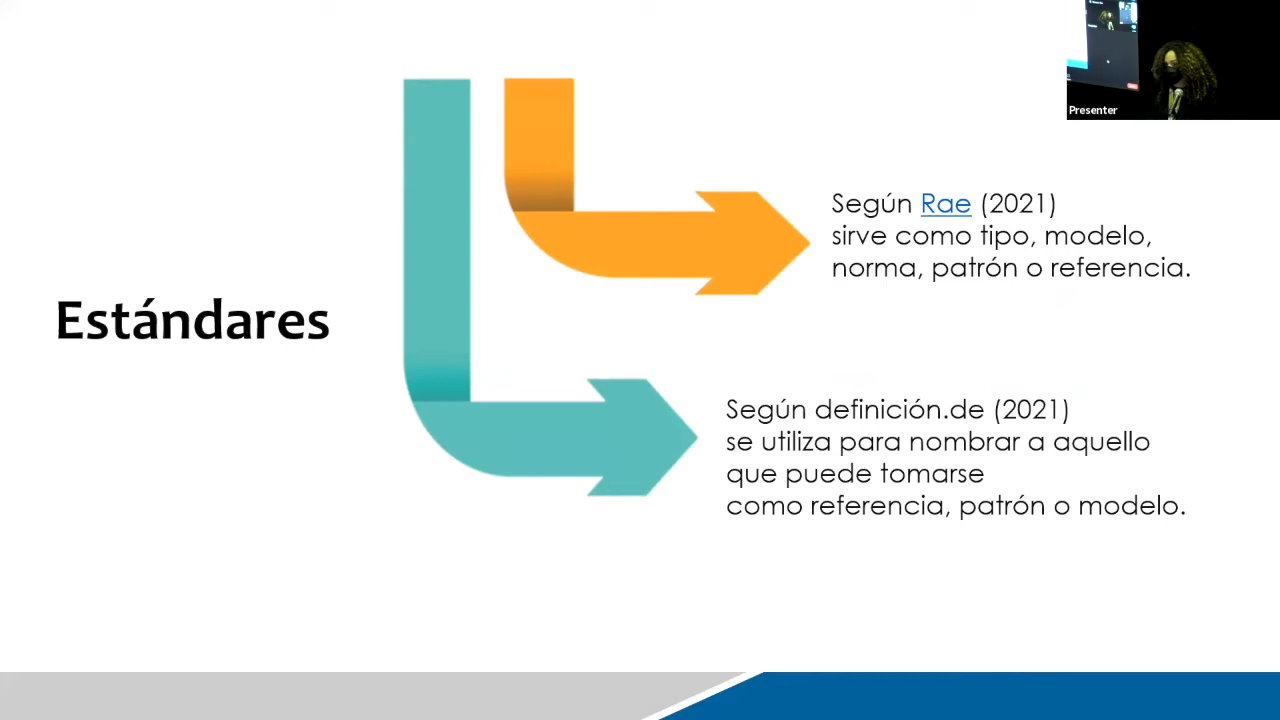 Presenter
Según Rae (2021)
sirve como tipo, modelo,
norma, patrón o referencia.
Estándares
Según definición.de (2021)
se utiliza para nombrar a aquello
que puede tomarse
como referencia, patrón o modelo.